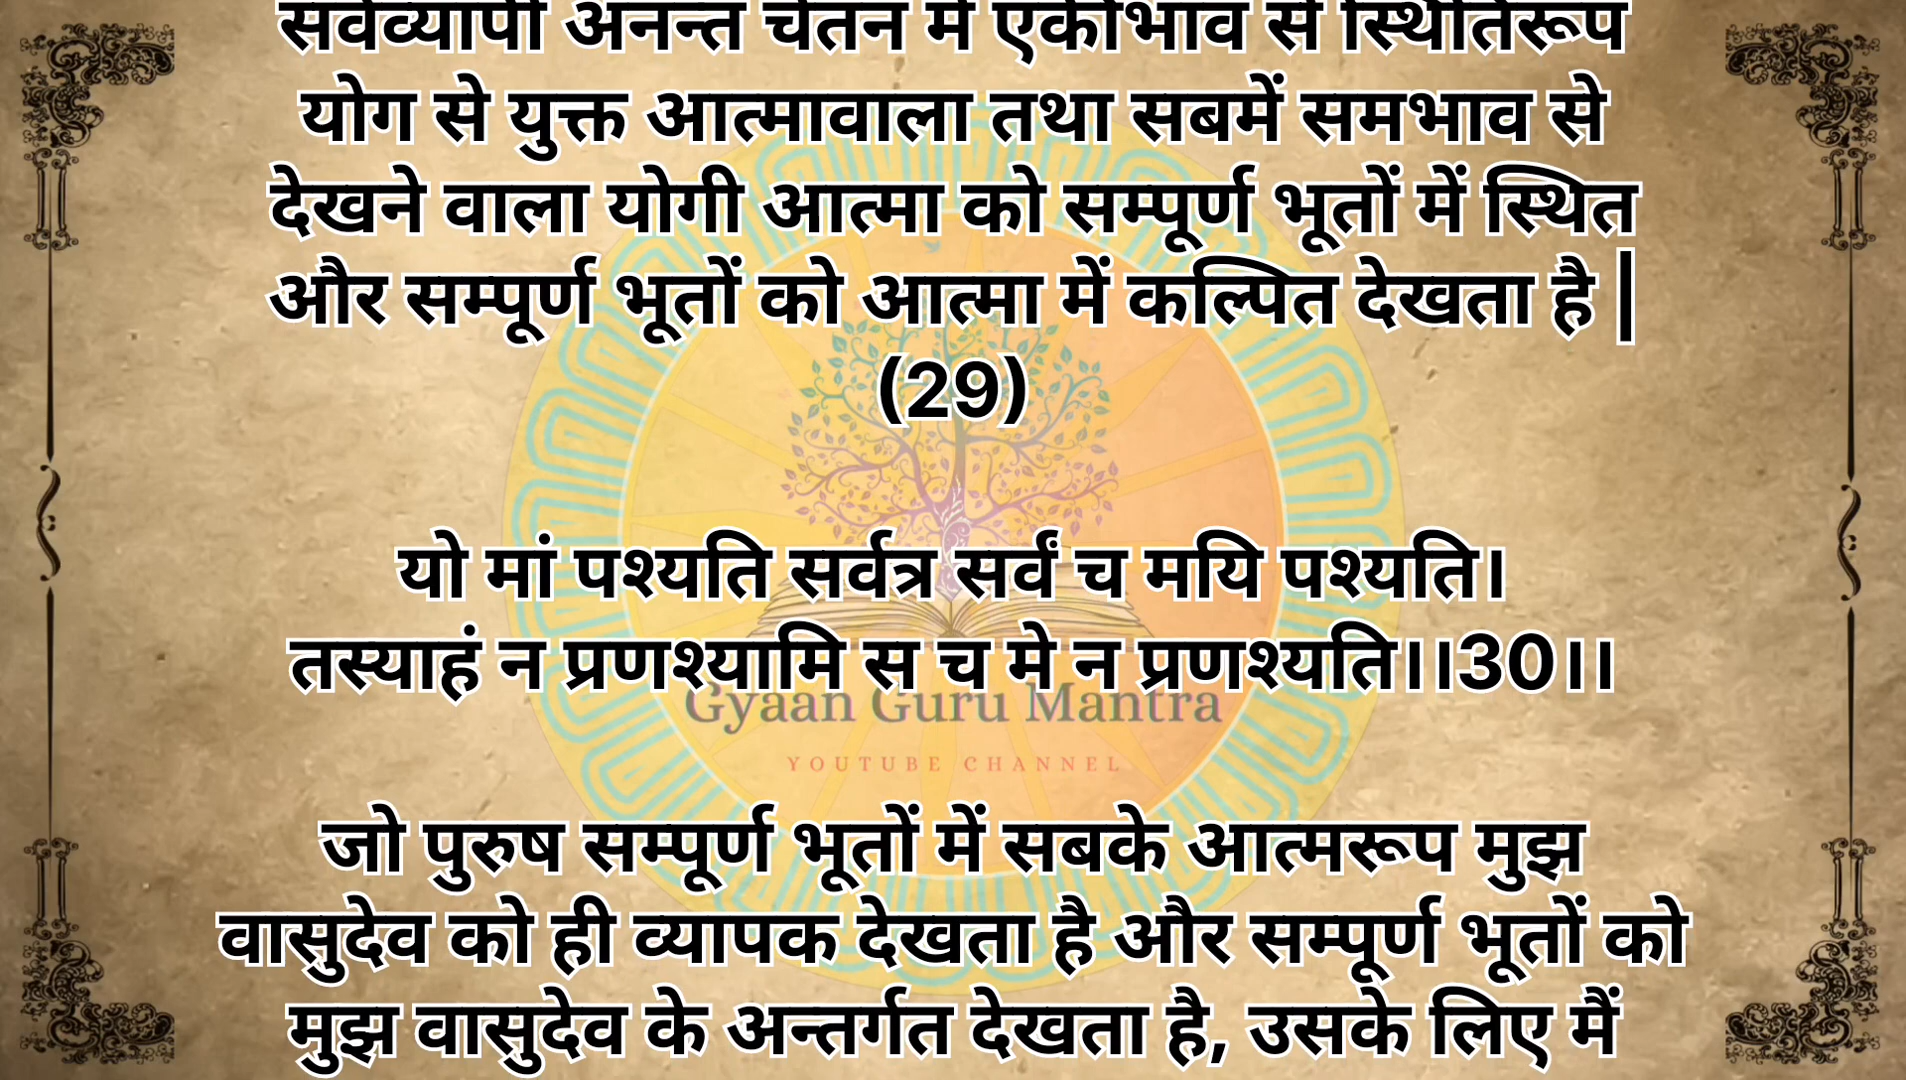 सर्वव्यापी अनन्त चेतन में एकीभाव से स्थितिरूप
योग से युक्त आत्मावाला तथा सबमें समभाव से
देखने वाला योगी आत्मा को सम्पूर्ण भूतों में स्थित
और सम्पूर्ण भूतों को आत्मा में कल्पित देखता है |
(29)
यो मां पश्यति सर्वत्र सर्वं च मयि पश्यति।
तस्याहं न प्रणश्यामि स च मे न प्रणश्यति।।30।।
Gyaan Guru Mantra
YOUTUBE CHANNEL
जो पुरुष सम्पूर्ण भूतों में सबके आत्मरूप मुझ
वासुदेव को ही व्यापक देखता है और सम्पूर्ण भूतों को
मुझ वासुदेव के अन्तर्गत देखता है, उसके लिए मैं